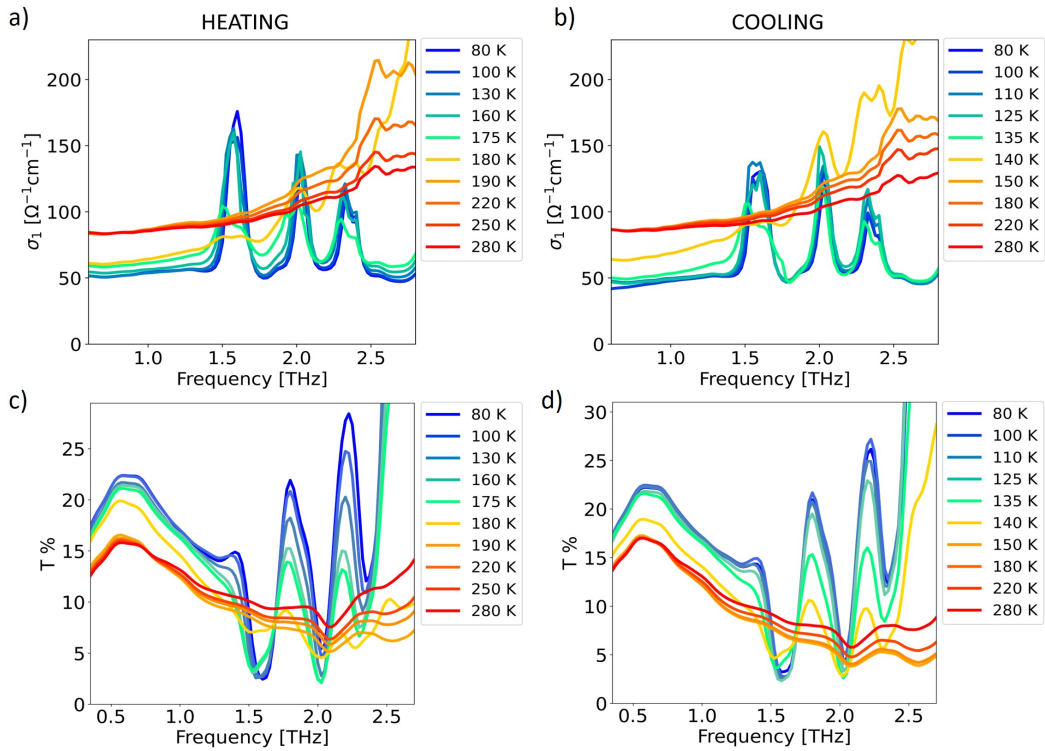 a)
HEATING
σ₁ [Ω⁻¹cm⁻¹]
200
150
100
50
0
1.0 1.5 2.0 2.5
Frequency [THz]
80 K
100 K
130 K
160 K
175 K
180 K
190 K
220 K
250 K
280 K
b)
COOLING
σ₁ [Ω⁻¹cm⁻¹]
200
150
100
50
0
1.0 1.5 2.0 2.5
Frequency [THz]
80 K
100 K
110 K
125 K
135 K
140 K
150 K
180 K
220 K
280 K
c)
T %
25
20
15
10
5
0
0.5 1.0 1.5 2.0 2.5
Frequency [THz]
80 K
100 K
130 K
160 K
175 K
180 K
190 K
220 K
250 K
280 K
d)
T %
30
25
20
15
10
5
0
0.5 1.0 1.5 2.0 2.5
Frequency [THz]
80 K
100 K
110 K
125 K
135 K
140 K
150 K
180 K
220 K
280 K